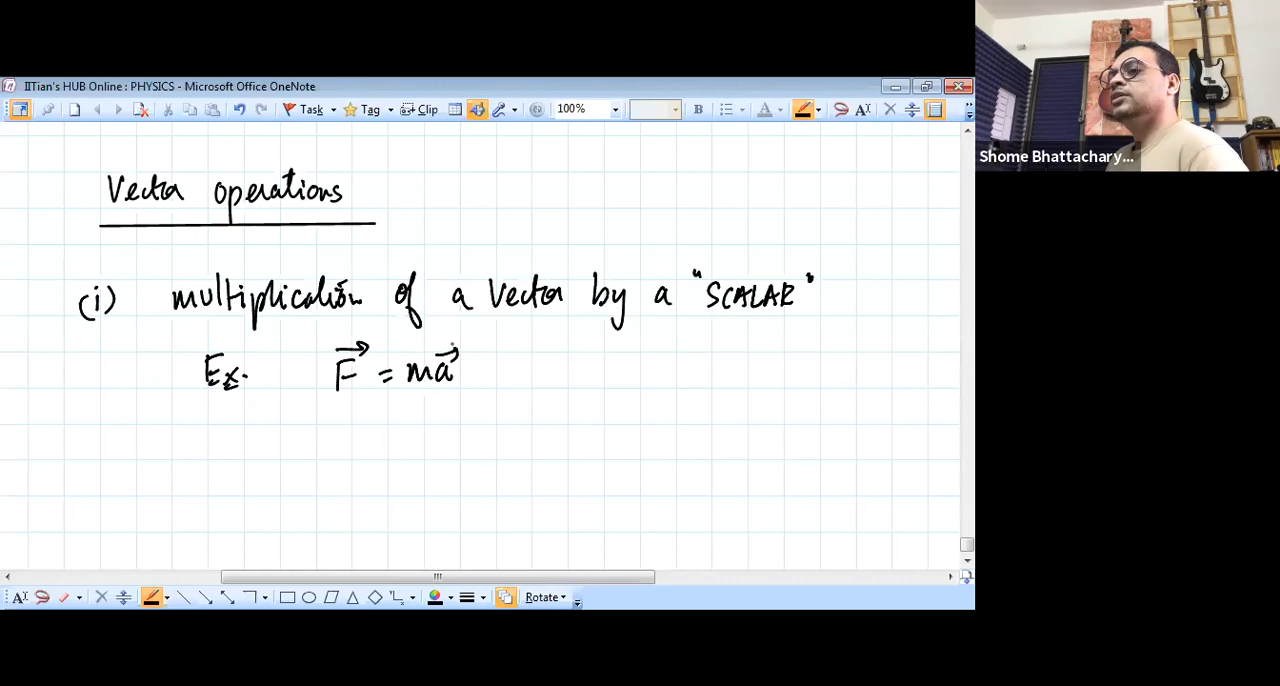 IITian's HUB Online : PHYSICS - Microsoft Office OneNote
Task Tag Clip 100% B A
Shome Bhattachary...
Vector operations
(i) multiplication of a Vector by a "SCALAR"
Ex. F⃗ = ma⃗
Rotate